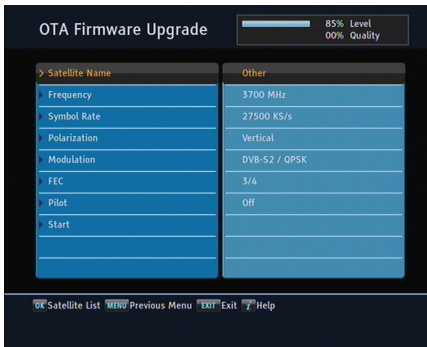 OTA Firmware Upgrade
85% Level
00% Quality
> Satellite Name Other
Frequency 3700 MHz
Symbol Rate 27500 KS/s
Polarization Vertical
Modulation DVB-S2 / QPSK
FEC 3/4
Pilot Off
Start
OK Satellite List MENU Previous Menu EXIT Exit i Help